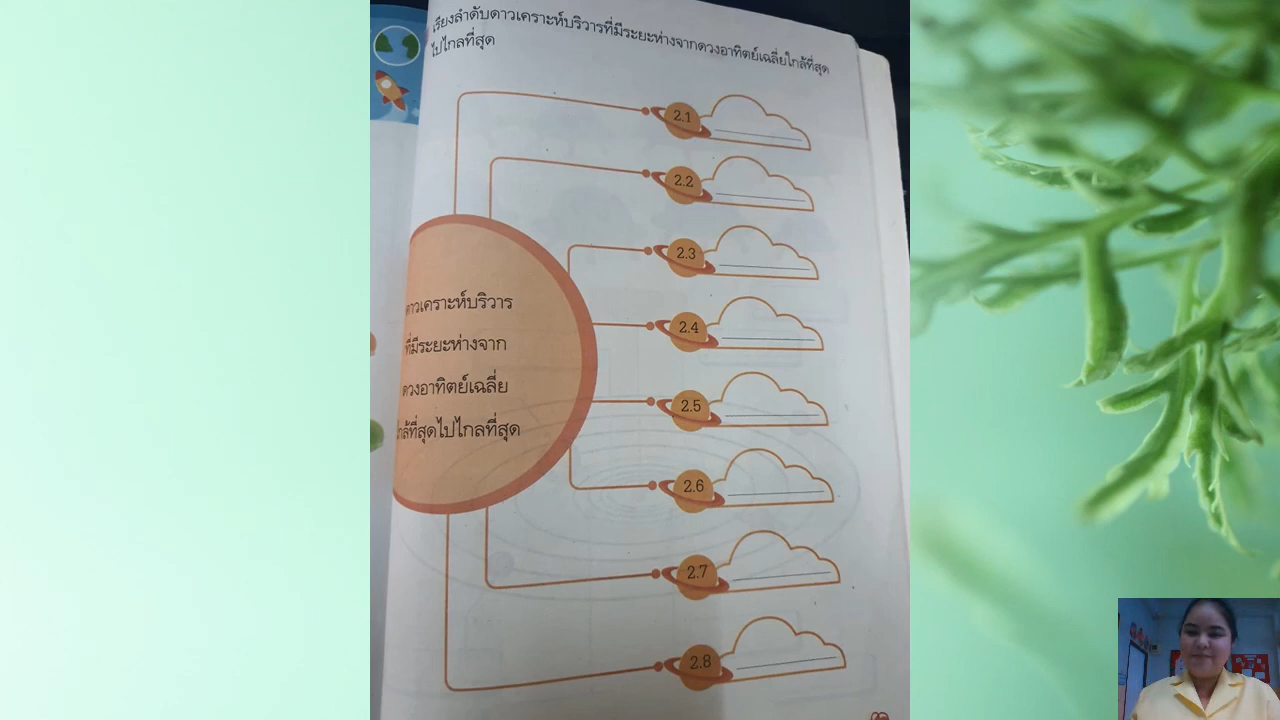 เรียงลำดับดาวเคราะห์บริวารที่มีระยะห่างจากดวงอาทิตย์เฉลี่ยใกล้ที่สุด
ไปไกลที่สุด
2.1
2.2
2.3
2.4
2.5
2.6
2.7
2.8
ดาวเคราะห์บริวาร
ที่มีระยะห่างจาก
ดวงอาทิตย์เฉลี่ย
ใกล้ที่สุดไปไกลที่สุด